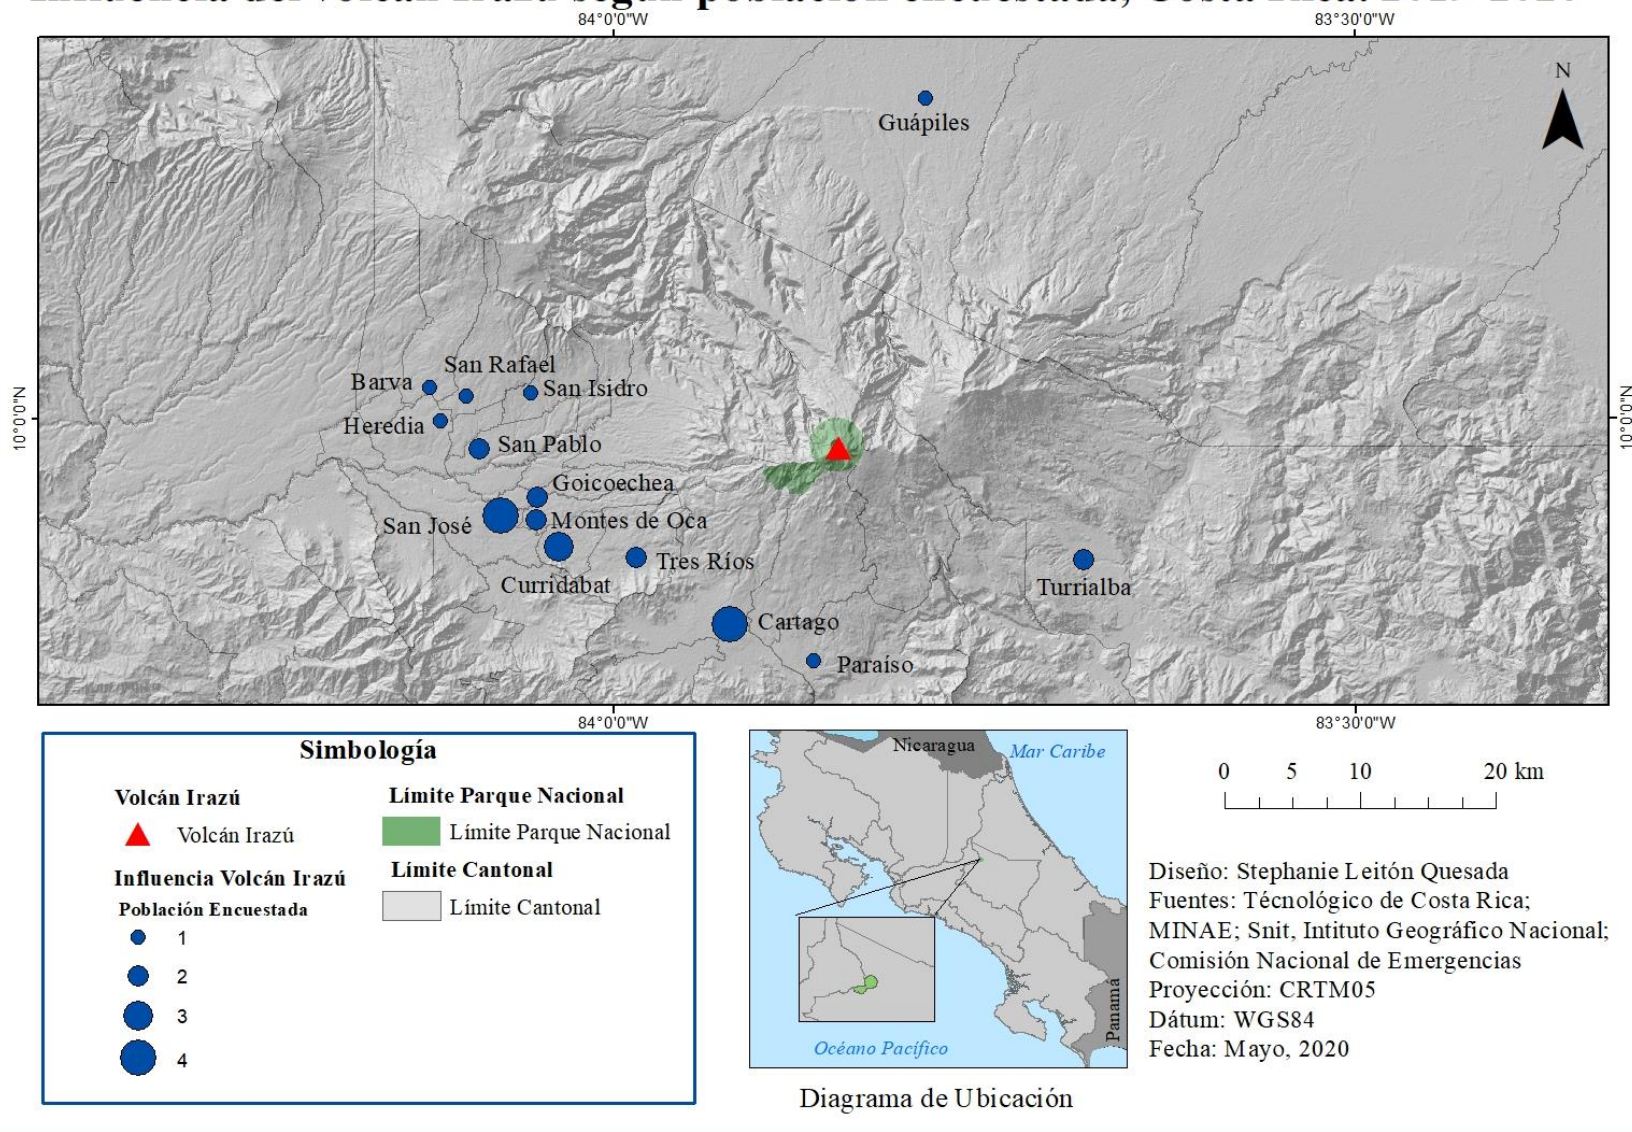 84°0'0"W
83°30'0"W
N
Guápiles
10°0'0"N
10°0'0"N
San Rafael
Barva
San Isidro
Heredia
San Pablo
Goicoechea
San José
Montes de Oca
Tres Ríos
Curridabat
Turrialba
Cartago
Paraíso
84°0'0"W
83°30'0"W
Simbología
Volcán Irazú
Volcán Irazú
Influencia Volcán Irazú
Población Encuestada
1
2
3
4
Límite Parque Nacional
Límite Parque Nacional
Límite Cantonal
Límite Cantonal
Nicaragua
Mar Caribe
Panamá
Océano Pacífico
Diagrama de Ubicación
0 5 10 20 km
Diseño: Stephanie Leitón Quesada
Fuentes: Técnológico de Costa Rica;
MINAE; Snit, Intituto Geográfico Nacional;
Comisión Nacional de Emergencias
Proyección: CRTM05
Dátum: WGS84
Fecha: Mayo, 2020